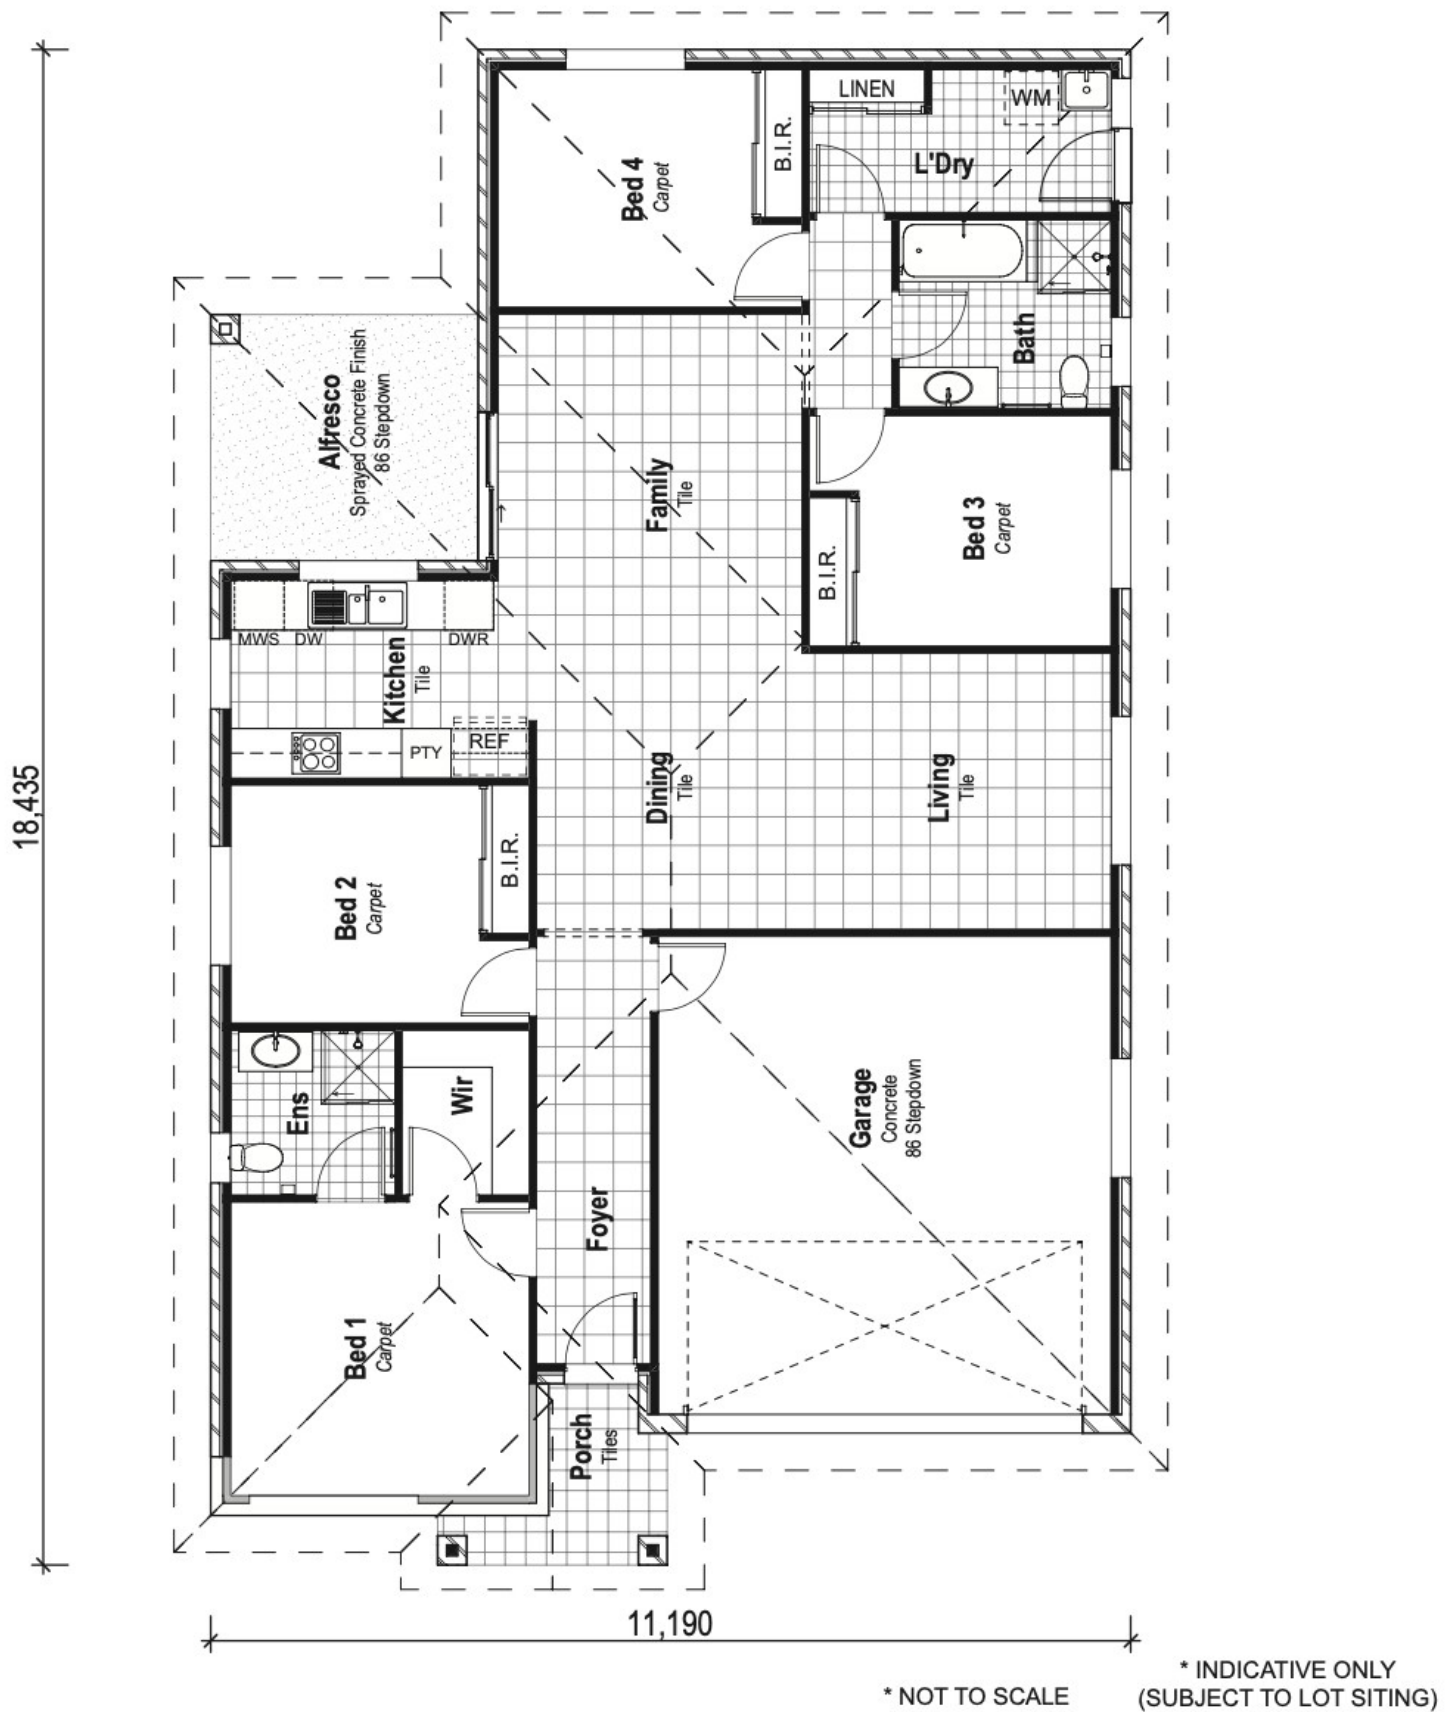 LINEN
WM
B.I.R.
L'Dry
Bed 4
Carpet
Bath
Alfresco
Sprayed Concrete Finish
86 Stepdown
Family
Tile
Bed 3
Carpet
B.I.R.
MWS
DW
DWR
Kitchen
Tile
PTY
REF
Dining
Tile
Living
Tile
18,435
B.I.R.
Bed 2
Carpet
Wir
Ens
Garage
Concrete
86 Stepdown
Foyer
Bed 1
Carpet
Porch
Tiles
11,190
* NOT TO SCALE
* INDICATIVE ONLY
(SUBJECT TO LOT SITING)